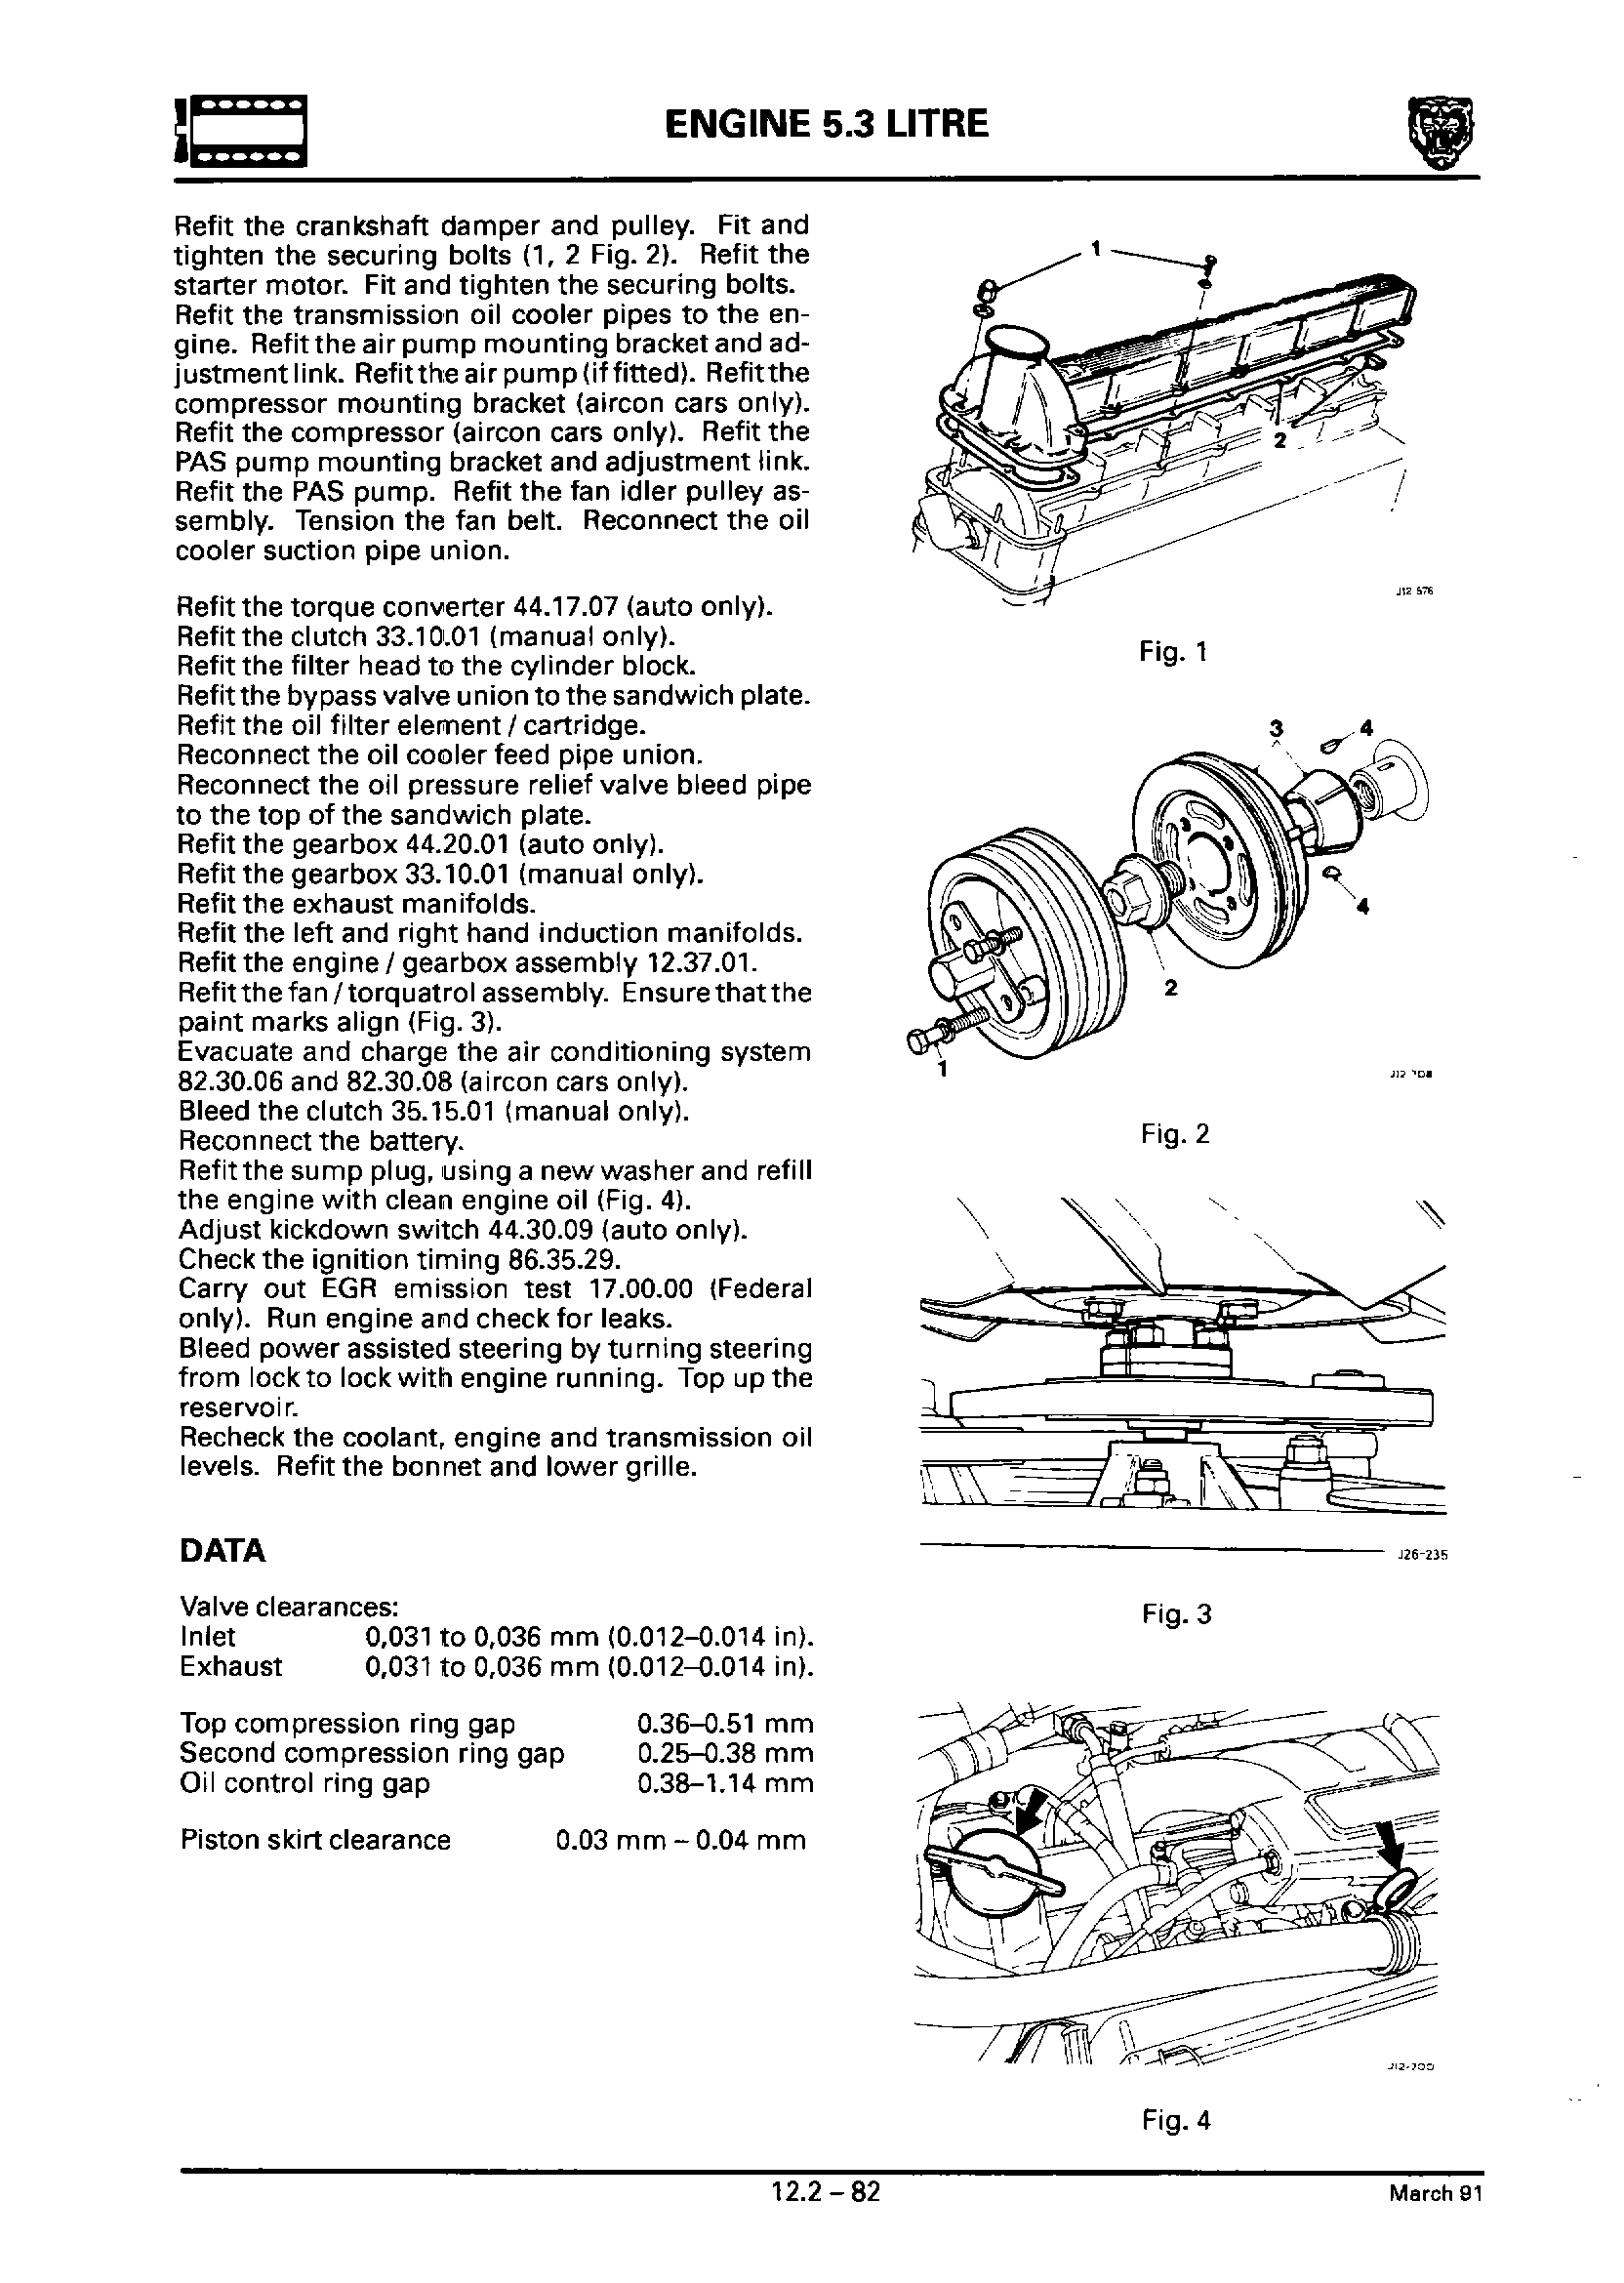 ENGINE 5.3 LITRE
Refit the crankshaft damper and pulley. Fit and
tighten the securing bolts (1, 2 Fig. 2). Refit the
starter motor. Fit and tighten the securing bolts.
Refit the transmission oil cooler pipes to the en-
gine. Refit the air pump mounting bracket and ad-
justment link. Refit the air pump (if fitted). Refit the
compressor mounting bracket (aircon cars only).
Refit the compressor (aircon cars only). Refit the
PAS pump mounting bracket and adjustment link.
Refit the PAS pump. Refit the fan idler pulley as-
sembly. Tension the fan belt. Reconnect the oil
cooler suction pipe union.
Refit the torque converter 44.17.07 (auto only).
Refit the clutch 33.10.01 (manual only).
Refit the filter head to the cylinder block.
Refit the bypass valve union to the sandwich plate.
Refit the oil filter element / cartridge.
Reconnect the oil cooler feed pipe union.
Reconnect the oil pressure relief valve bleed pipe
to the top of the sandwich plate.
Refit the gearbox 44.20.01 (auto only).
Refit the gearbox 33.10.01 (manual only).
Refit the exhaust manifolds.
Refit the left and right hand induction manifolds.
Refit the engine / gearbox assembly 12.37.01.
Refit the fan / torquatrol assembly. Ensure that the
paint marks align (Fig. 3).
Evacuate and charge the air conditioning system
82.30.06 and 82.30.08 (aircon cars only).
Bleed the clutch 35.15.01 (manual only).
Reconnect the battery.
Refit the sump plug, using a new washer and refill
the engine with clean engine oil (Fig. 4).
Adjust kickdown switch 44.30.09 (auto only).
Check the ignition timing 86.35.29.
Carry out EGR emission test 17.00.00 (Federal
only). Run engine and check for leaks.
Bleed power assisted steering by turning steering
from lock to lock with engine running. Top up the
reservoir.
Recheck the coolant, engine and transmission oil
levels. Refit the bonnet and lower grille.
DATA
Valve clearances:
Inlet 0,031 to 0,036 mm (0.012–0.014 in).
Exhaust 0,031 to 0,036 mm (0.012–0.014 in).
Top compression ring gap 0.36–0.51 mm
Second compression ring gap 0.25–0.38 mm
Oil control ring gap 0.38–1.14 mm
Piston skirt clearance 0.03 mm – 0.04 mm
1
2
J12 576
Fig. 1
3
4
4
2
1
Fig. 2
J26-235
Fig. 3
J12-700
Fig. 4
12.2 – 82
March 91